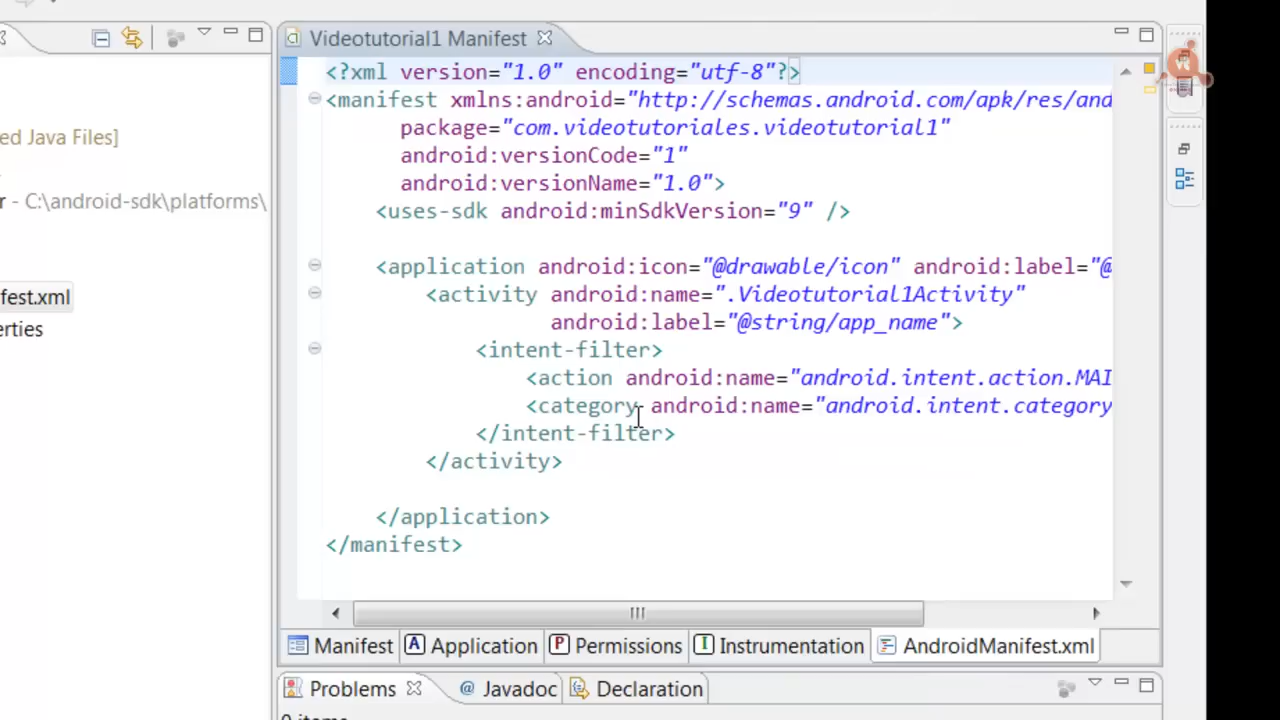 Videotutorial1 Manifest
<?xml version="1.0" encoding="utf-8"?>
<manifest xmlns:android="http://schemas.android.com/apk/res/and
package="com.videotutoriales.videotutorial1"
android:versionCode="1"
android:versionName="1.0">
<uses-sdk android:minSdkVersion="9" />
<application android:icon="@drawable/icon" android:label="@
<activity android:name=".Videotutorial1Activity"
android:label="@string/app_name">
<intent-filter>
<action android:name="android.intent.action.MAI
<category android:name="android.intent.category
</intent-filter>
</activity>
</application>
</manifest>
ed Java Files]
r - C:\android-sdk\platforms\
fest.xml
erties
Manifest Application Permissions Instrumentation AndroidManifest.xml
Problems @ Javadoc Declaration
0 items